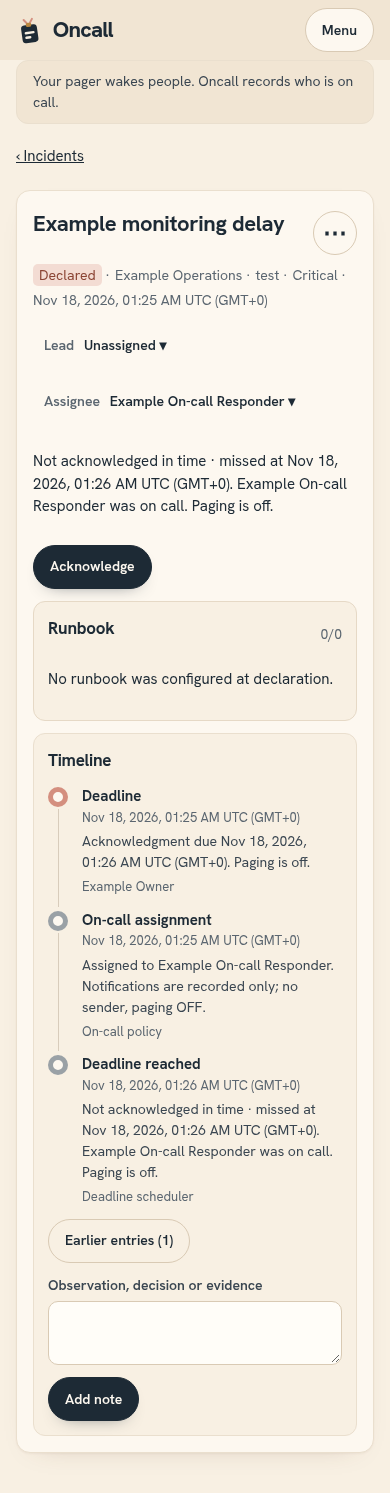 Oncall
Menu
Your pager wakes people. Oncall records who is on
call.
‹ Incidents
Example monitoring delay
...
Declared · Example Operations · test · Critical ·
Nov 18, 2026, 01:25 AM UTC (GMT+0)
Lead Unassigned ▾
Assignee Example On-call Responder ▾
Not acknowledged in time · missed at Nov 18,
2026, 01:26 AM UTC (GMT+0). Example On-call
Responder was on call. Paging is off.
Acknowledge
Runbook
0/0
No runbook was configured at declaration.
Timeline
Deadline
Nov 18, 2026, 01:25 AM UTC (GMT+0)
Acknowledgment due Nov 18, 2026,
01:26 AM UTC (GMT+0). Paging is off.
Example Owner
On-call assignment
Nov 18, 2026, 01:25 AM UTC (GMT+0)
Assigned to Example On-call Responder.
Notifications are recorded only; no
sender, paging OFF.
On-call policy
Deadline reached
Nov 18, 2026, 01:26 AM UTC (GMT+0)
Not acknowledged in time · missed at
Nov 18, 2026, 01:26 AM UTC (GMT+0).
Example On-call Responder was on call.
Paging is off.
Deadline scheduler
Earlier entries (1)
Observation, decision or evidence
Add note